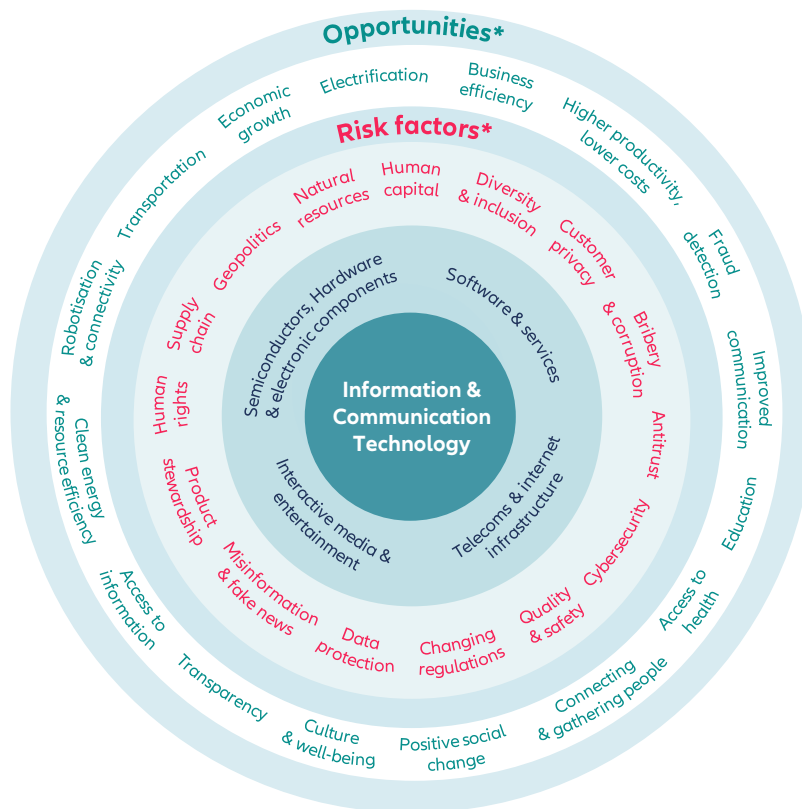 Opportunities*
Electrification
Business
efficiency
Higher productivity,
lower costs
Fraud
detection
Improved
communication
Education
Access to
health
Connecting
& gathering people
Positive social
change
Culture
& well-being
Transparency
Access to
information
Clean energy
& resource efficiency
Robotisation
& connectivity
Transportation
Economic
growth
Risk factors*
Human
capital
Diversity
& inclusion
Customer
privacy
Bribery
& corruption
Antitrust
Cybersecurity
Quality
& safety
Changing
regulations
Data
protection
Misinformation
& fake news
Product
stewardship
Human
rights
Supply
chain
Geopolitics
Natural
resources
Semiconductors, Hardware
& electronic components
Software & services
Telecoms & internet
infrastructure
Interactive media &
entertainment
Information &
Communication
Technology